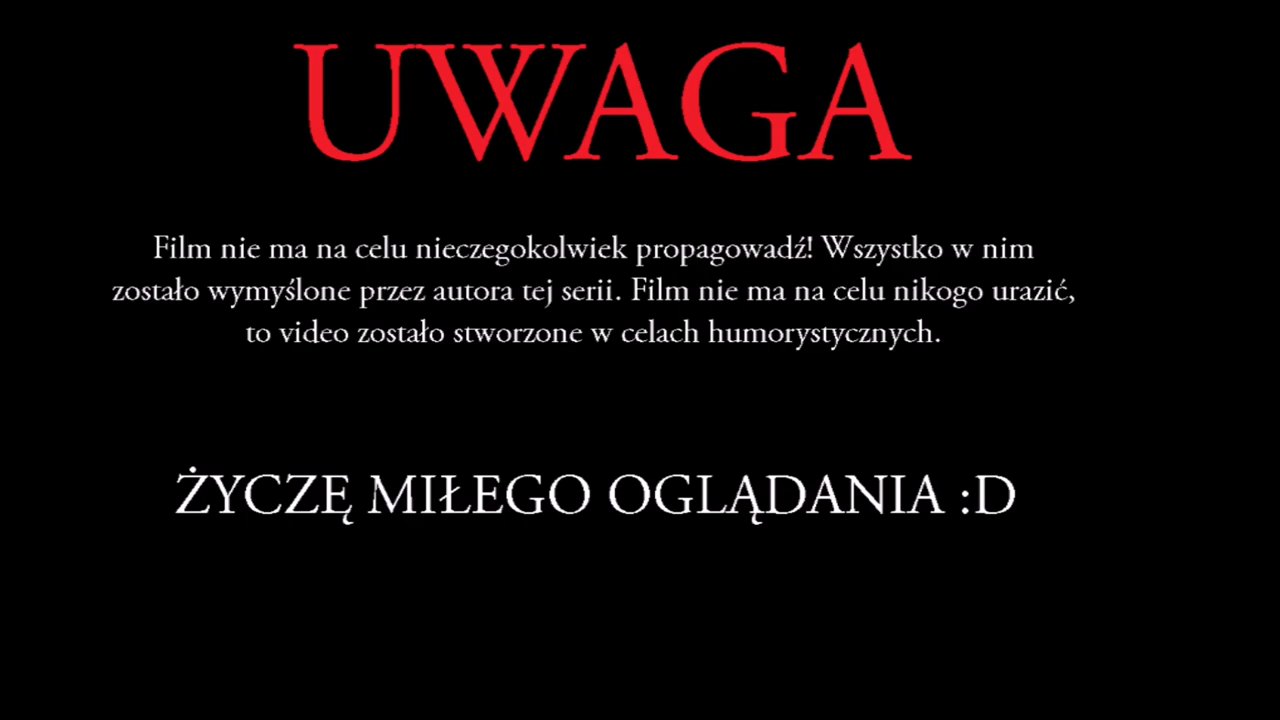 UWAGA
Film nie ma na celu nieczegokolwiek propagowadź! Wszystko w nim
zostało wymyślone przez autora tej serii. Film nie ma na celu nikogo urazić,
to video zostało stworzone w celach humorystycznych.
ŻYCZĘ MIŁEGO OGLĄDANIA :D